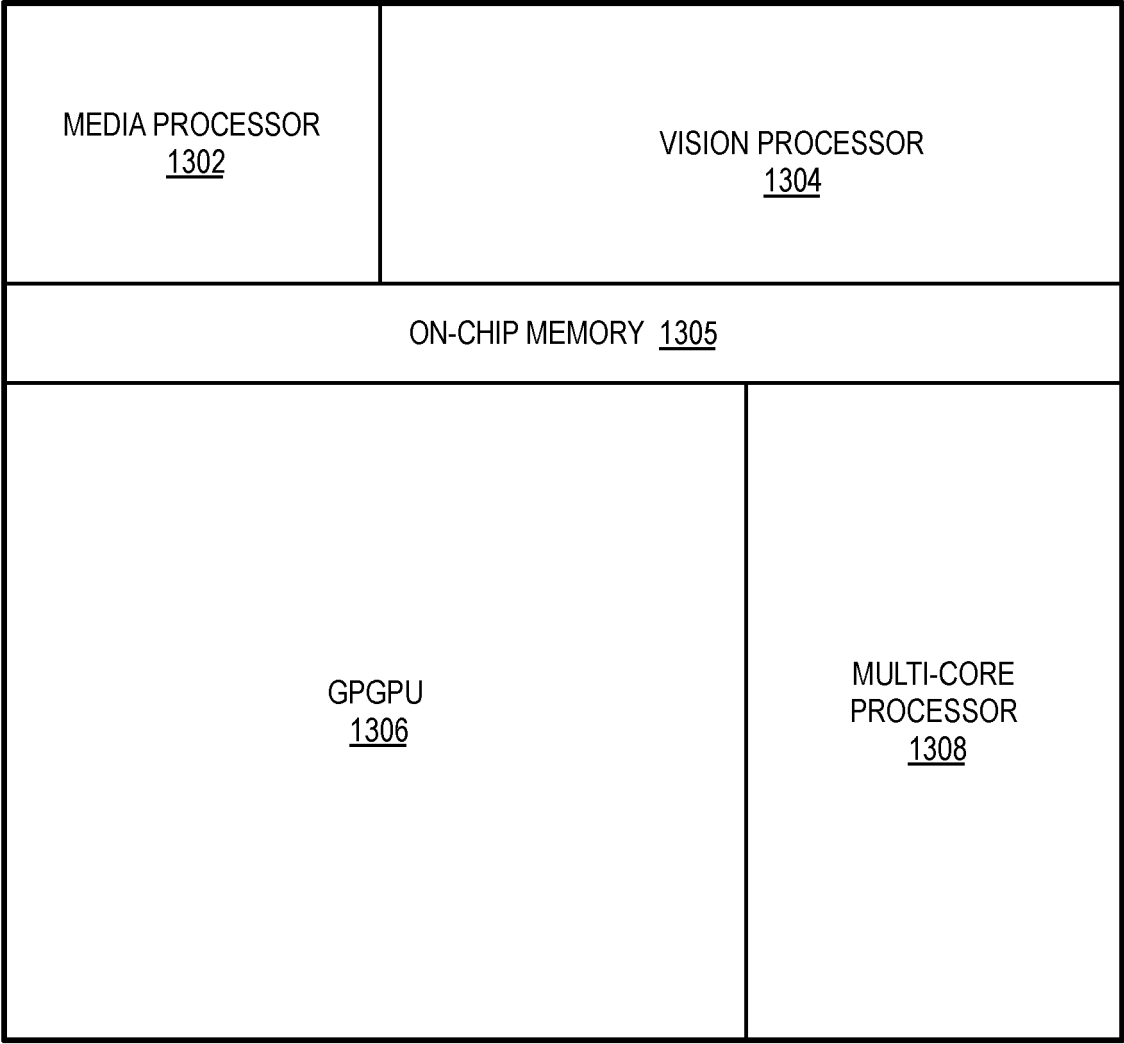 MEDIA PROCESSOR
1302
VISION PROCESSOR
1304
ON-CHIP MEMORY 1305
GPGPU
1306
MULTI-CORE
PROCESSOR
1308